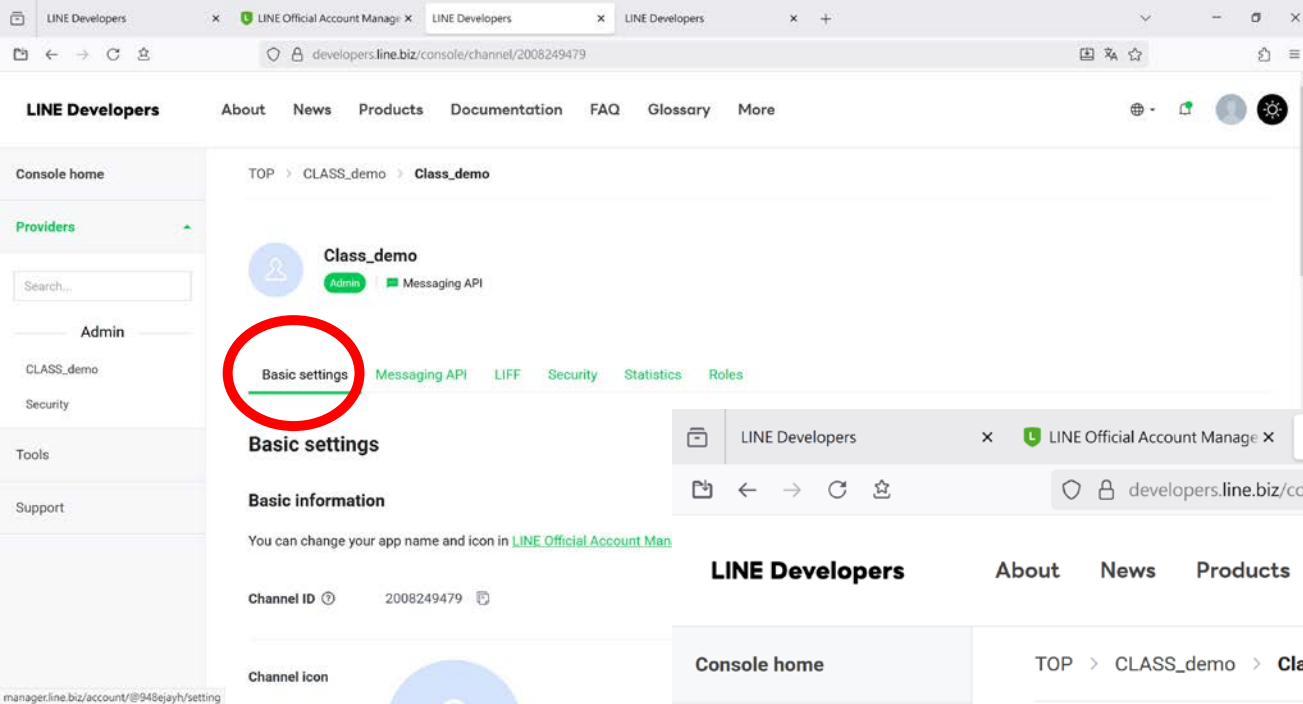 LINE Developers
LINE Official Account Manage
LINE Developers
LINE Developers
developers.line.biz/console/channel/2008249479
LINE Developers
About News Products Documentation FAQ Glossary More
Console home
Providers
Search...
Admin
CLASS_demo
Security
Tools
Support
TOP > CLASS_demo > Class_demo
Class_demo
Admin Messaging API
Basic settings Messaging API LIFF Security Statistics Roles
Basic settings
Basic information
You can change your app name and icon in LINE Official Account Man
Channel ID 2008249479
Channel icon
manager.line.biz/account/@948ejayh/setting
LINE Developers
LINE Official Account Manage
developers.line.biz/co
LINE Developers
About News Products
Console home
TOP > CLASS_demo > Cla